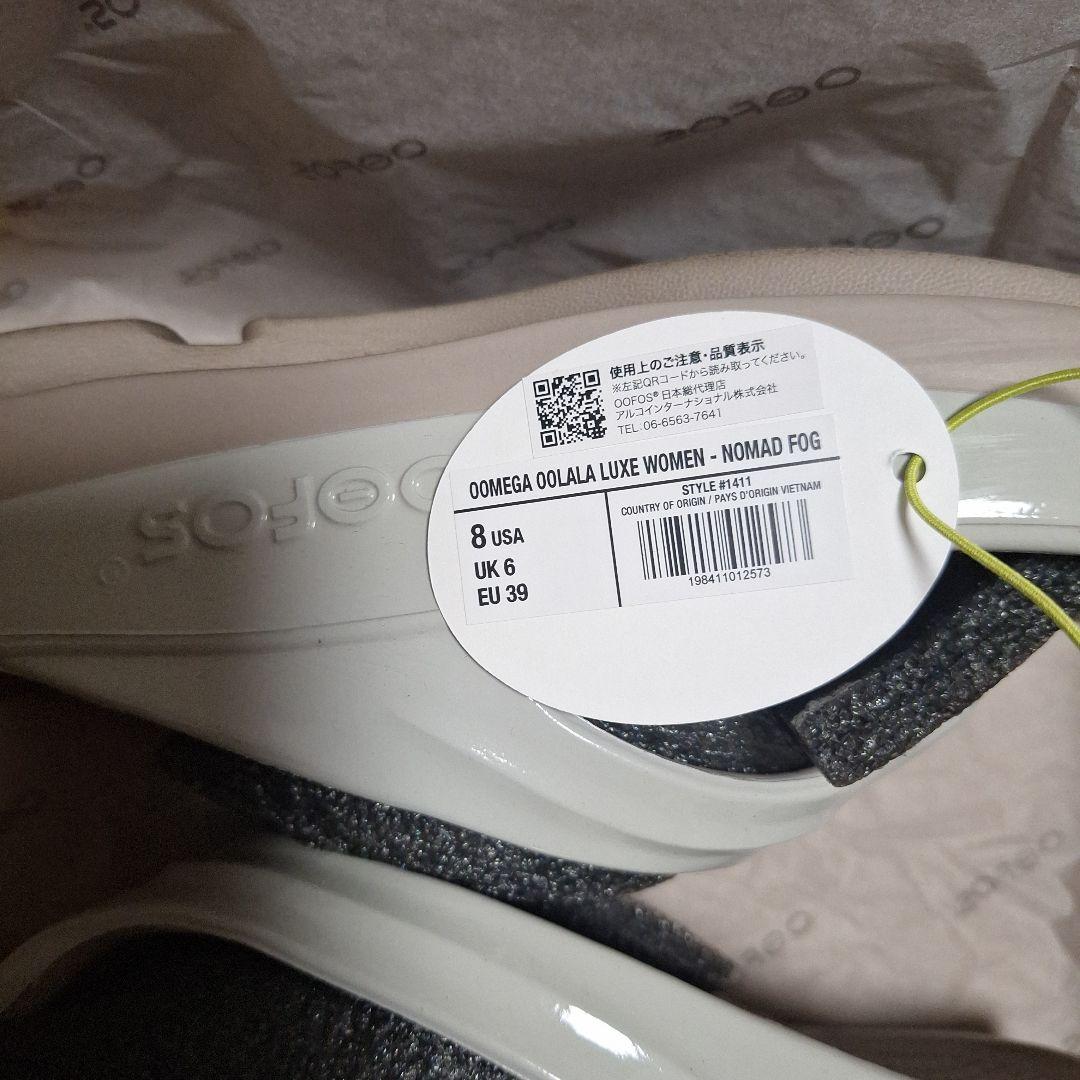 使用上のご注意・品質表示
※左記QRコードから読み取ってください。
OOFOS® 日本総代理店
アルコインターナショナル株式会社
TEL:06-6563-7641
OOMEGA OOLALA LUXE WOMEN - NOMAD FOG
8 USA
UK 6
EU 39
STYLE #1411
COUNTRY OF ORIGIN / PAYS D'ORIGIN VIETNAM
198411012573
OOFOS
OOFOS
OOFOS
OOFOS